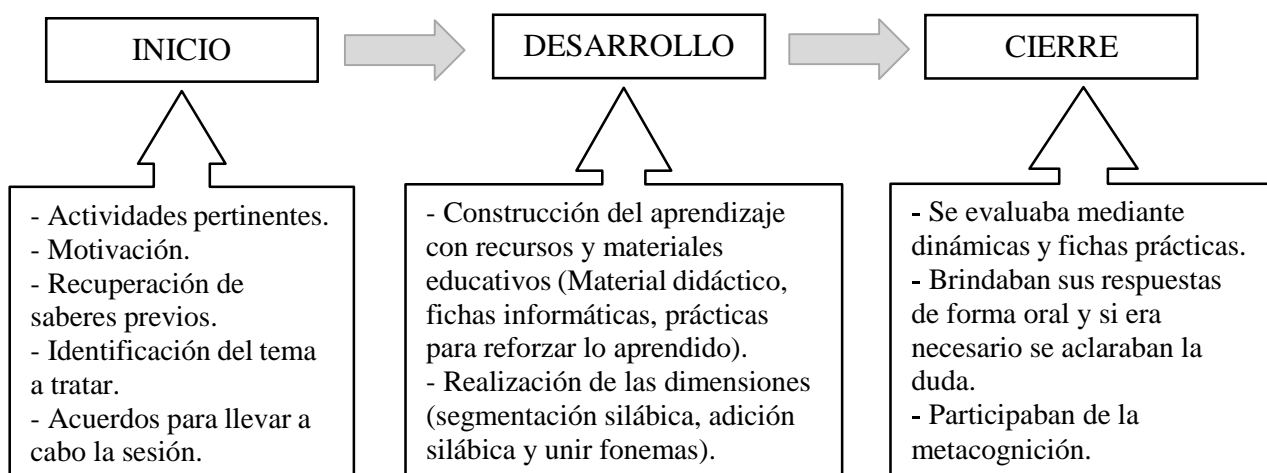 INICIO
DESARROLLO
CIERRE
- Actividades pertinentes.
- Motivación.
- Recuperación de
saberes previos.
- Identificación del tema
a tratar.
- Acuerdos para llevar a
cabo la sesión.
- Construcción del aprendizaje
con recursos y materiales
educativos (Material didáctico,
fichas informáticas, prácticas
para reforzar lo aprendido).
- Realización de las dimensiones
(segmentación silábica, adición
silábica y unir fonemas).
- Se evaluaba mediante
dinámicas y fichas prácticas.
- Brindaban sus respuestas
de forma oral y si era
necesario se aclaraban la
duda.
- Participaban de la
metacognición.